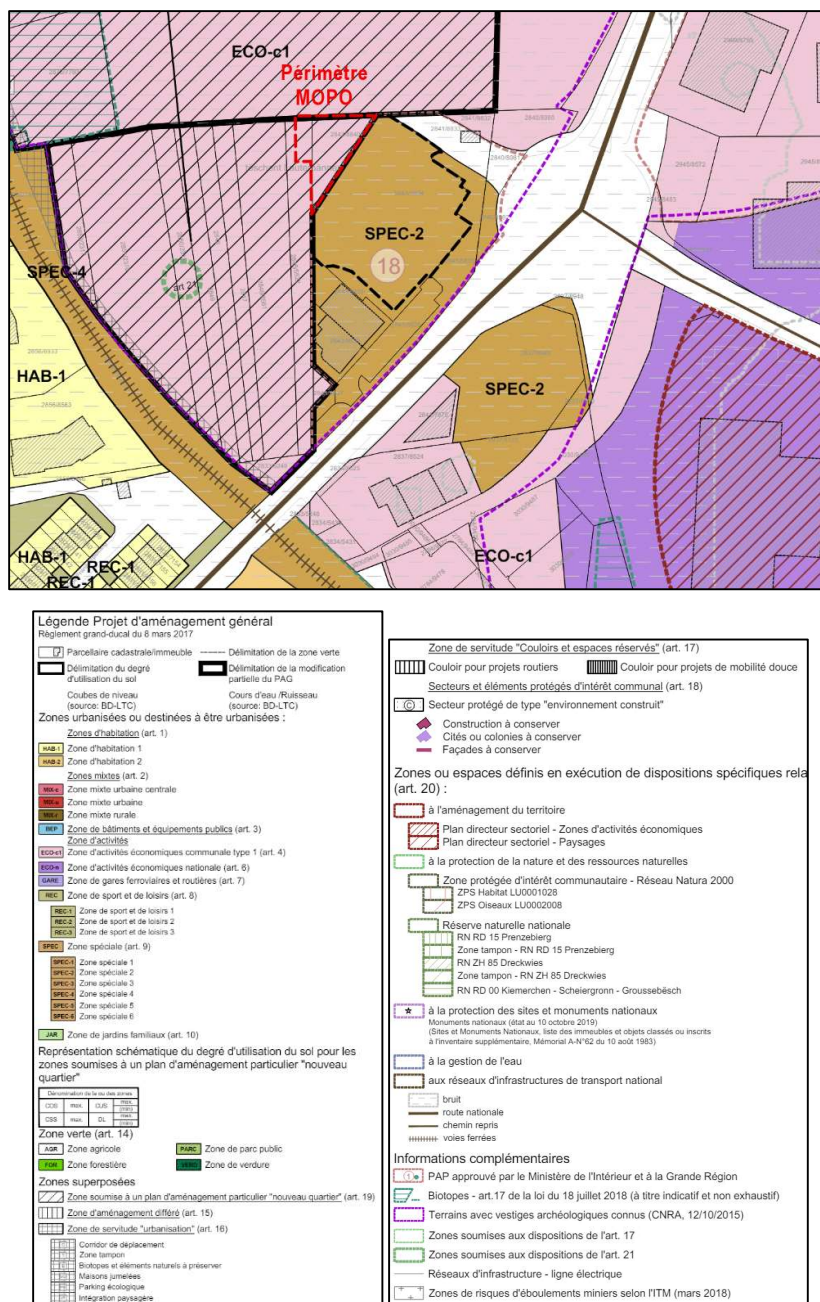 ECO-c1
Périmètre
MOPO
SPEC-2
18
SPEC-4
art 21
HAB-1
SPEC-2
HAB-1
REC-1
REC-1
ECO-c1
Légende Projet d'aménagement général
Règlement grand-ducal du 8 mars 2017
Parcellaire cadastrale/immeuble
Délimitation de la zone verte
Délimitation du degré d'utilisation du sol
Délimitation de la modification partielle du PAG
Coubes de niveau (source: BD-LTC)
Cours d'eau /Ruisseau (source: BD-LTC)
Zones urbanisées ou destinées à être urbanisées :
Zones d'habitation (art. 1)
HAB-1 Zone d'habitation 1
HAB-2 Zone d'habitation 2
Zones mixtes (art. 2)
MIX-c Zone mixte urbaine centrale
MIX-u Zone mixte urbaine
MIX-r Zone mixte rurale
BEP Zone de bâtiments et équipements publics (art. 3)
Zone d'activités
ECO-c1 Zone d'activités économiques communale type 1 (art. 4)
ECO-n Zone d'activités économiques nationale (art. 6)
GARE Zone de gares ferroviaires et routières (art. 7)
REC Zone de sport et de loisirs (art. 8)
REC-1 Zone de sport et de loisirs 1
REC-2 Zone de sport et de loisirs 2
REC-3 Zone de sport et de loisirs 3
SPEC Zone spéciale (art. 9)
SPEC-1 Zone spéciale 1
SPEC-2 Zone spéciale 2
SPEC-3 Zone spéciale 3
SPEC-4 Zone spéciale 4
SPEC-5 Zone spéciale 5
SPEC-6 Zone spéciale 6
JAR Zone de jardins familiaux (art. 10)
Représentation schématique du degré d'utilisation du sol pour les
zones soumises à un plan d'aménagement particulier "nouveau
quartier"
Dénomination de la ou des zones
COS max. CUS max. (min)
CSS max. DL max. (min)
Zone verte (art. 14)
AGR Zone agricole
PARC Zone de parc public
FOR Zone forestière
VERD Zone de verdure
Zones superposées
Zone soumise à un plan d'aménagement particulier "nouveau quartier" (art. 19)
Zone d'aménagement différé (art. 15)
Zone de servitude "urbanisation" (art. 16)
Corridor de déplacement
Zone tampon
Biotopes et éléments naturels à préserver
Maisons jumelées
Parking écologique
Intégration paysagère
Zone de servitude "Couloirs et espaces réservés" (art. 17)
Couloir pour projets routiers
Couloir pour projets de mobilité douce
Secteurs et éléments protégés d'intérêt communal (art. 18)
C Secteur protégé de type "environnement construit"
Construction à conserver
Cités ou colonies à conserver
Façades à conserver
Zones ou espaces définis en exécution de dispositions spécifiques rela
(art. 20) :
à l'aménagement du territoire
Plan directeur sectoriel - Zones d'activités économiques
Plan directeur sectoriel - Paysages
à la protection de la nature et des ressources naturelles
Zone protégée d'intérêt communautaire - Réseau Natura 2000
ZPS Habitat LU0001028
ZPS Oiseaux LU0002008
Réserve naturelle nationale
RN RD 15 Prenzebierg
Zone tampon - RN RD 15 Prenzebierg
RN ZH 85 Dreckwies
Zone tampon - RN ZH 85 Dreckwies
RN RD 00 Kiemerchen - Scheiergronn - Groussebësch
à la protection des sites et monuments nationaux
Monuments nationaux (état au 10 octobre 2019)
(Sites et Monuments Nationaux, liste des immeubles et objets classés ou inscrits
à l'inventaire supplémentaire, Mémorial A-N°62 du 10 août 1983)
à la gestion de l'eau
aux réseaux d'infrastructures de transport national
bruit
route nationale
chemin repris
voies ferrées
Informations complémentaires
PAP approuvé par le Ministère de l'Intérieur et à la Grande Région
Biotopes - art.17 de la loi du 18 juillet 2018 (à titre indicatif et non exhaustif)
Terrains avec vestiges archéologiques connus (CNRA, 12/10/2015)
Zones soumises aux dispositions de l'art. 17
Zones soumises aux dispositions de l'art. 21
Réseaux d'infrastructure - ligne électrique
Zones de risques d'éboulements miniers selon l'ITM (mars 2018)